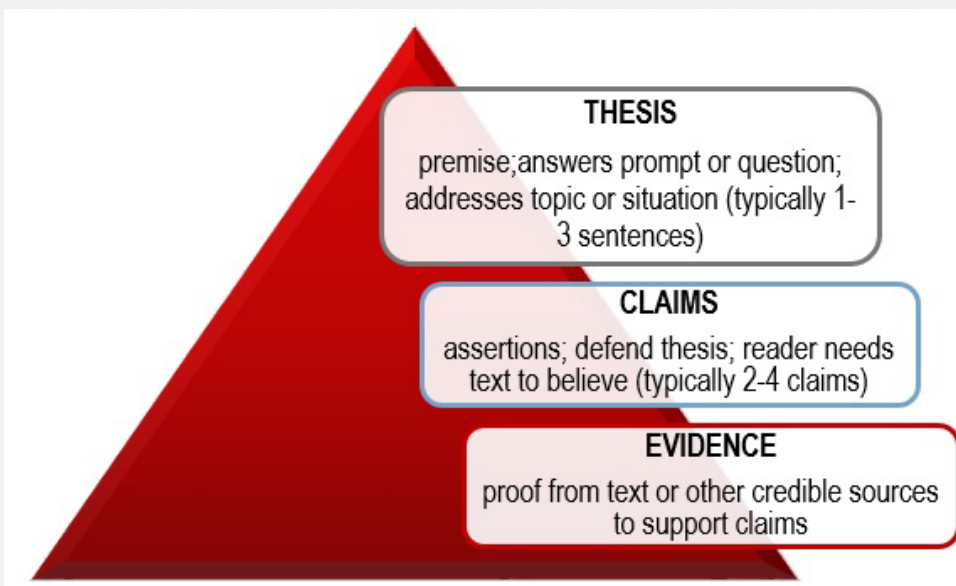 THESIS
premise;answers prompt or question;
addresses topic or situation (typically 1-
3 sentences)
CLAIMS
assertions; defend thesis; reader needs
text to believe (typically 2-4 claims)
EVIDENCE
proof from text or other credible sources
to support claims